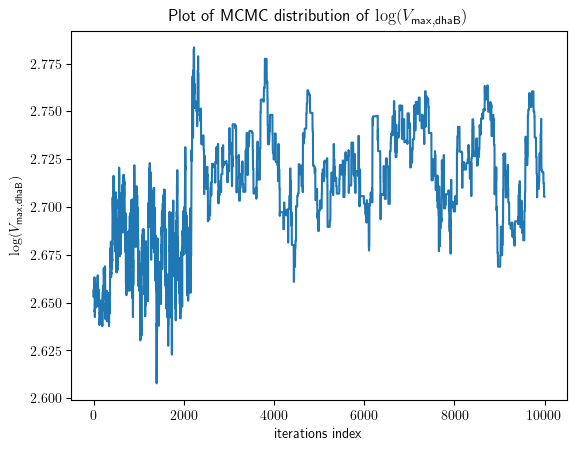 Plot of MCMC distribution of log(V_max,dhaB)
log(V_max,dhaB)
2.775
2.750
2.725
2.700
2.675
2.650
2.625
2.600
0 2000 4000 6000 8000 10000
iterations index